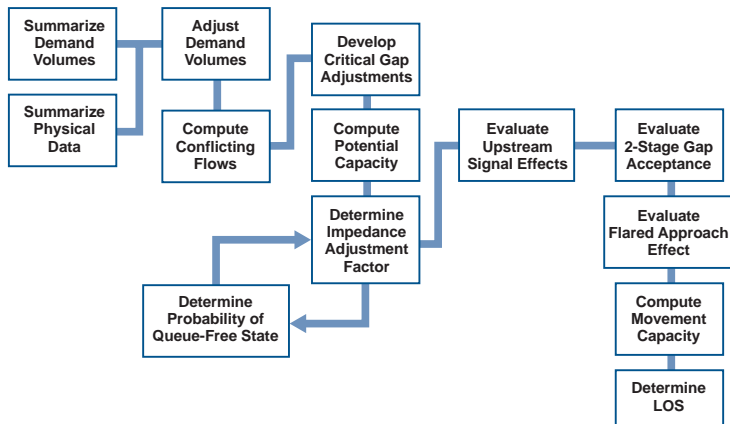 Summarize
Demand
Volumes
Summarize
Physical
Data
Adjust
Demand
Volumes
Compute
Conflicting
Flows
Develop
Critical Gap
Adjustments
Compute
Potential
Capacity
Determine
Impedance
Adjustment
Factor
Determine
Probability of
Queue-Free State
Evaluate
Upstream
Signal Effects
Evaluate
2-Stage Gap
Acceptance
Evaluate
Flared Approach
Effect
Compute
Movement
Capacity
Determine
LOS